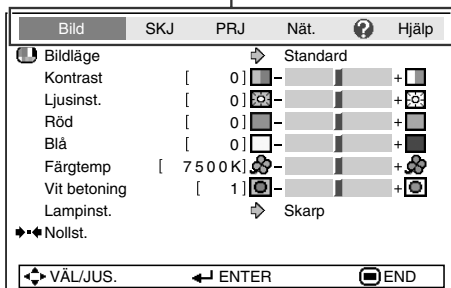 Bild SKJ PRJ Nät. ? Hjälp
Bildläge Standard
Kontrast [ 0] - +
Ljusinst. [ 0] - +
Röd [ 0] - +
Blå [ 0] - +
Färgtemp [ 7500K] - +
Vit betoning [ 1] - +
Lampinst. Skarp
Nollst.
VÄL/JUS. ENTER END